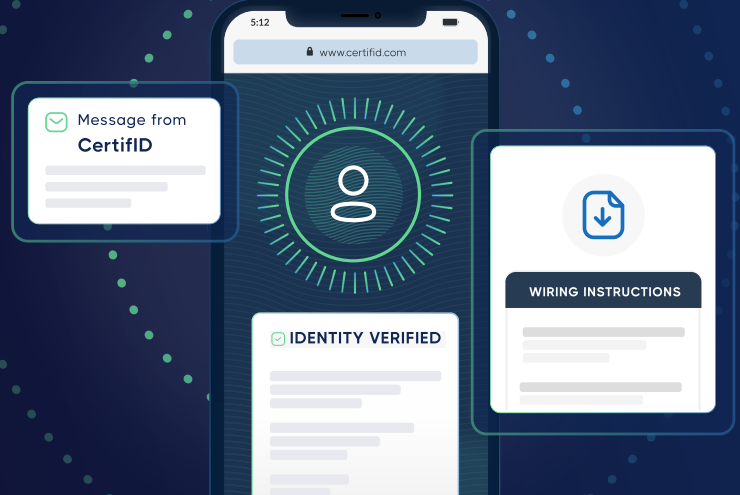 5:12
www.certifid.com
Message from
CertifID
WIRING INSTRUCTIONS
IDENTITY VERIFIED